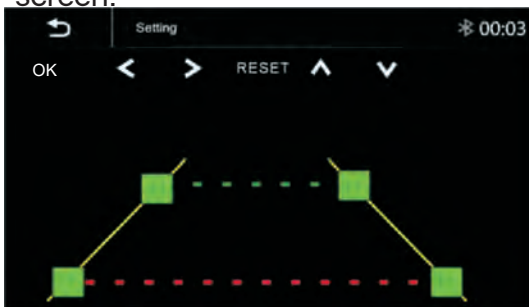 screen.
Setting 00:03
OK < > RESET ∧ ∨